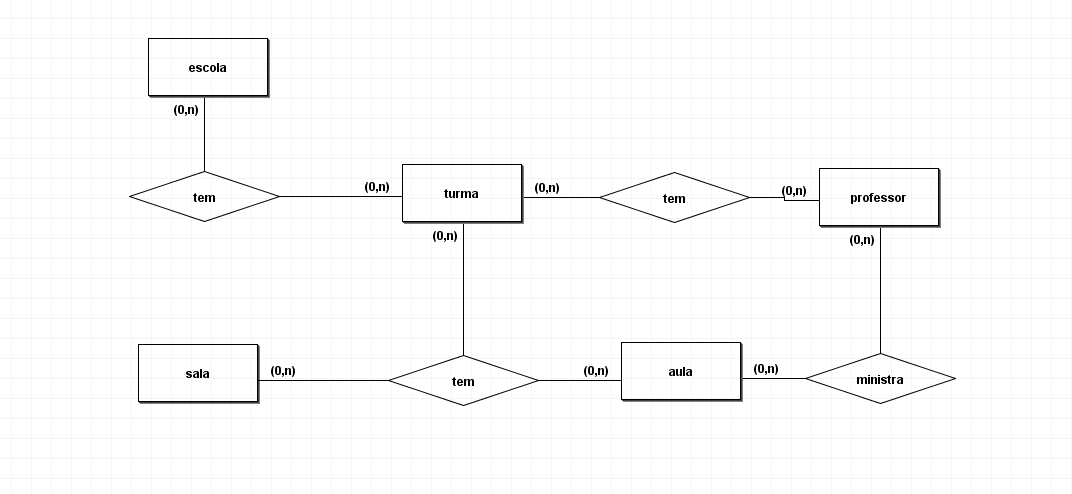 escola
(0,n)
tem
(0,n)
turma
(0,n)
tem
(0,n)
professor
(0,n)
(0,n)
sala
(0,n)
tem
(0,n)
aula
(0,n)
ministra